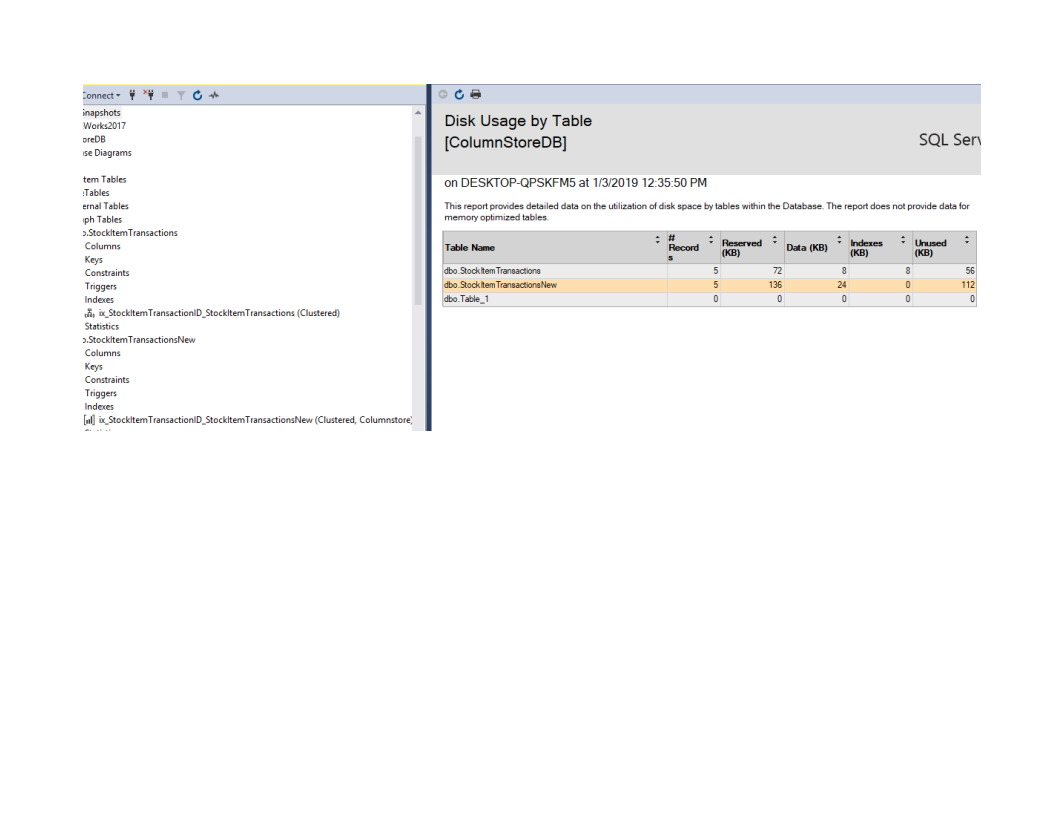 Connect
Snapshots
Works2017
oreDB
se Diagrams
tem Tables
Tables
ernal Tables
ph Tables
o.StockItemTransactions
Columns
Keys
Constraints
Triggers
Indexes
ix_StockItemTransactionID_StockItemTransactions (Clustered)
Statistics
o.StockItemTransactionsNew
Columns
Keys
Constraints
Triggers
Indexes
ix_StockItemTransactionID_StockItemTransactionsNew (Clustered, Columnstore)
Disk Usage by Table
[ColumnStoreDB]
SQL Serv
on DESKTOP-QPSKFM5 at 1/3/2019 12:35:50 PM
This report provides detailed data on the utilization of disk space by tables within the Database. The report does not provide data for
memory optimized tables.
Table Name # Records Reserved (KB) Data (KB) Indexes (KB) Unused (KB)
dbo.StockItemTransactions 5 72 8 8 56
dbo.StockItemTransactionsNew 5 136 24 0 112
dbo.Table_1 0 0 0 0 0